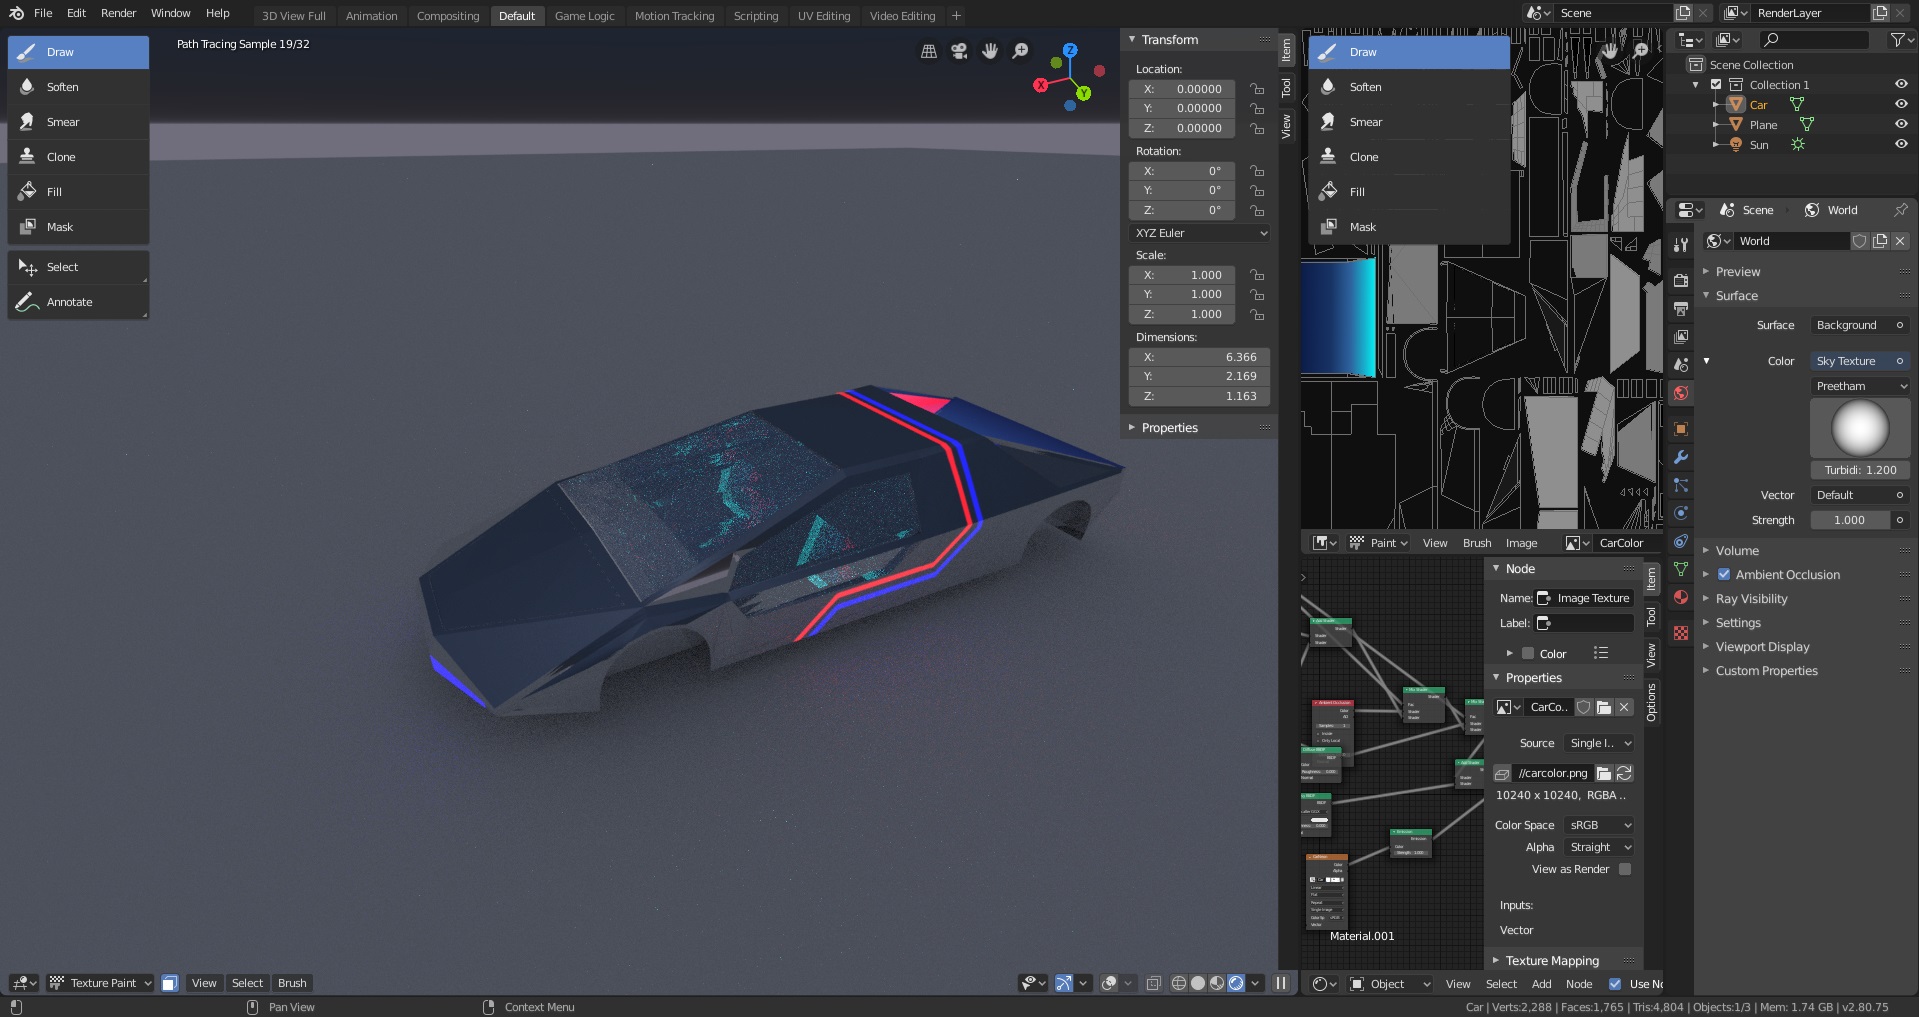 File Edit Render Window Help
3D View Full Animation Compositing Default Game Logic Motion Tracking Scripting UV Editing Video Editing +
Scene
RenderLayer
Path Tracing Sample 19/32
Draw
Soften
Smear
Clone
Fill
Mask
Select
Annotate
Z
X
Y
Transform
Location:
X: 0.00000
Y: 0.00000
Z: 0.00000
Rotation:
X: 0°
Y: 0°
Z: 0°
XYZ Euler
Scale:
X: 1.000
Y: 1.000
Z: 1.000
Dimensions:
X: 6.366
Y: 2.169
Z: 1.163
Properties
Item
Tool
View
Draw
Soften
Smear
Clone
Fill
Mask
Paint View Brush Image CarColor
Node
Name: Image Texture
Label:
Color
Properties
CarCo..
Source Single I..
//carcolor.png
10240 x 10240, RGBA ..
Color Space sRGB
Alpha Straight
View as Render
Inputs:
Vector
Texture Mapping
Item
Tool
View
Options
Material.001
Object View Select Add Node Use No
Scene Collection
Collection 1
Car
Plane
Sun
Scene World
World
Preview
Surface
Surface Background
Color Sky Texture
Preetham
Turbidi: 1.200
Vector Default
Strength 1.000
Volume
Ambient Occlusion
Ray Visibility
Settings
Viewport Display
Custom Properties
Texture Paint View Select Brush
Pan View
Context Menu
Car | Verts:2,288 | Faces:1,765 | Tris:4,804 | Objects:1/3 | Mem: 1.74 GB | v2.80.75